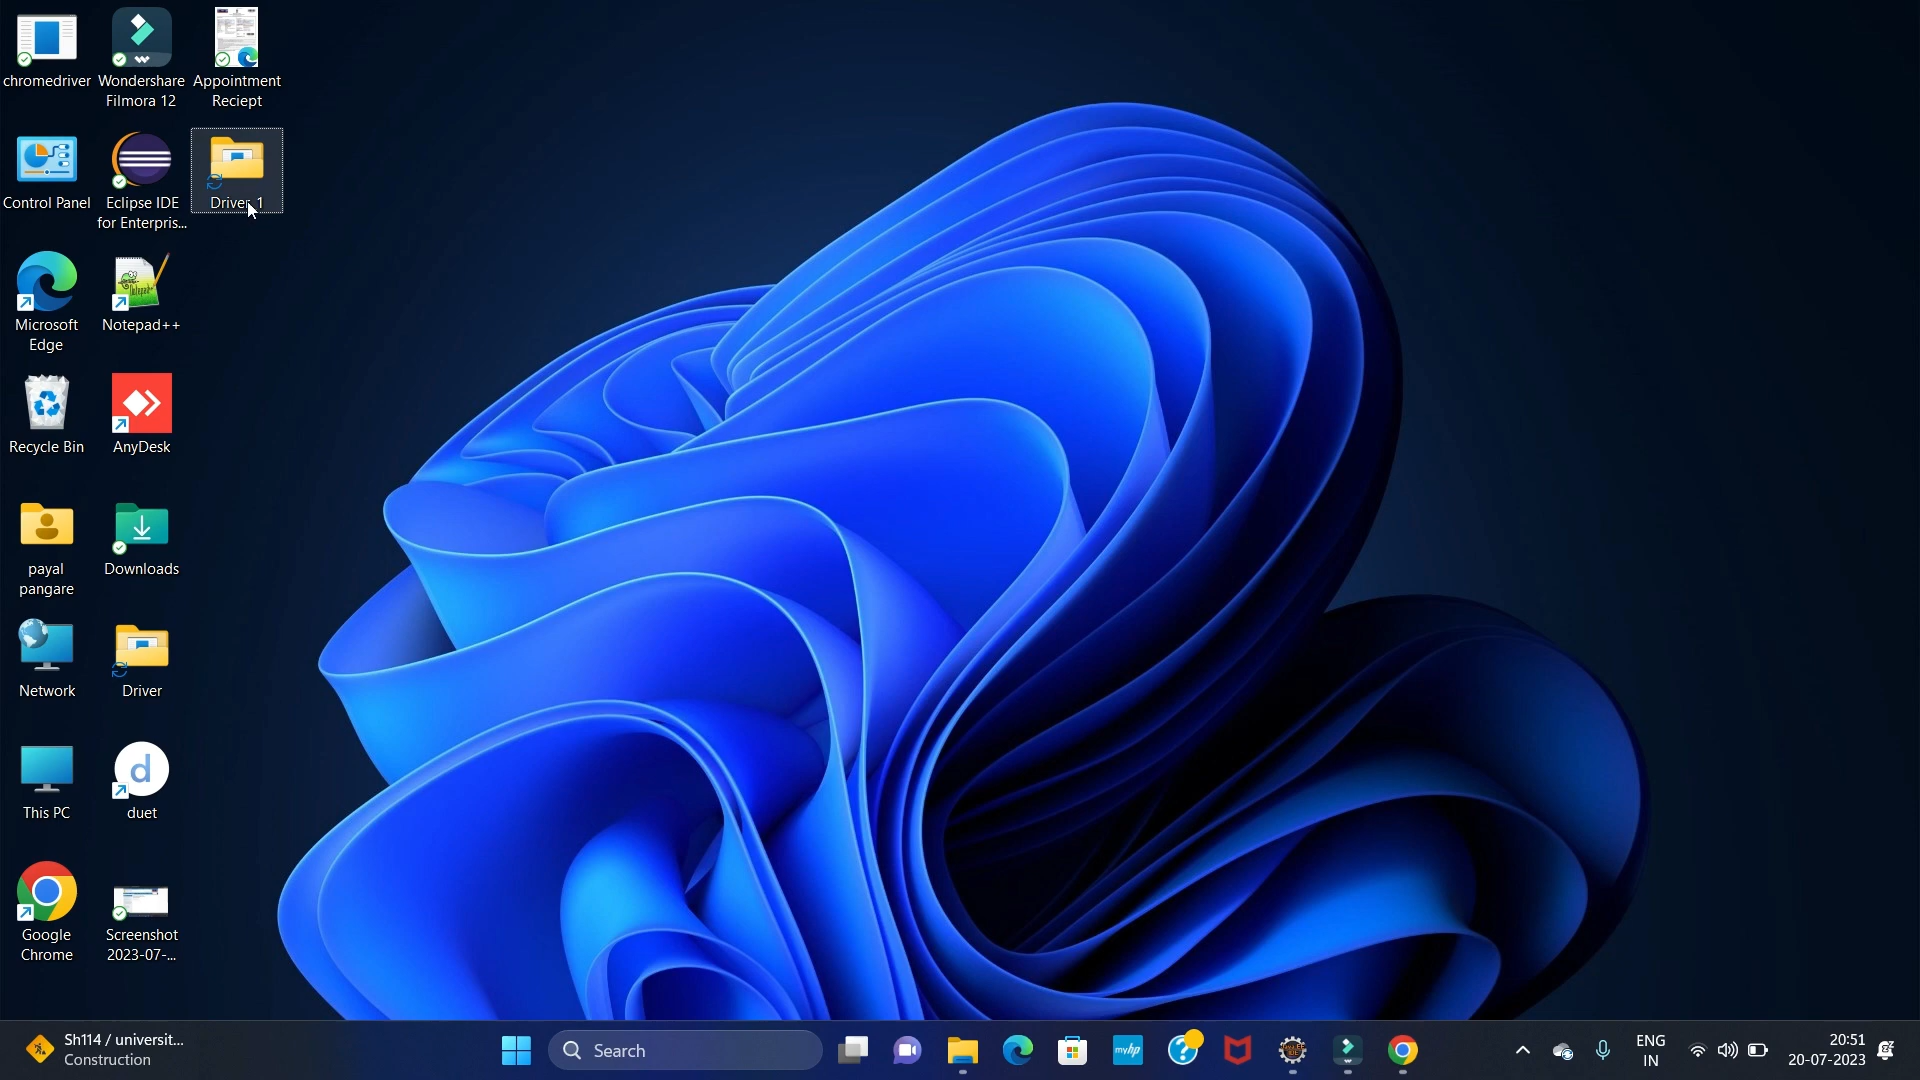 chromedriver
Wondershare
Filmora 12
Appointment
Reciept
Control Panel
Eclipse IDE
for Enterpris...
Driver 1
Microsoft
Edge
Notepad++
Recycle Bin
AnyDesk
payal
pangare
Downloads
Network
Driver
This PC
d
duet
Google
Chrome
Screenshot
2023-07-...
Sh114 / universit...
Construction
Search
myhp
ENG
IN
20:51
20-07-2023